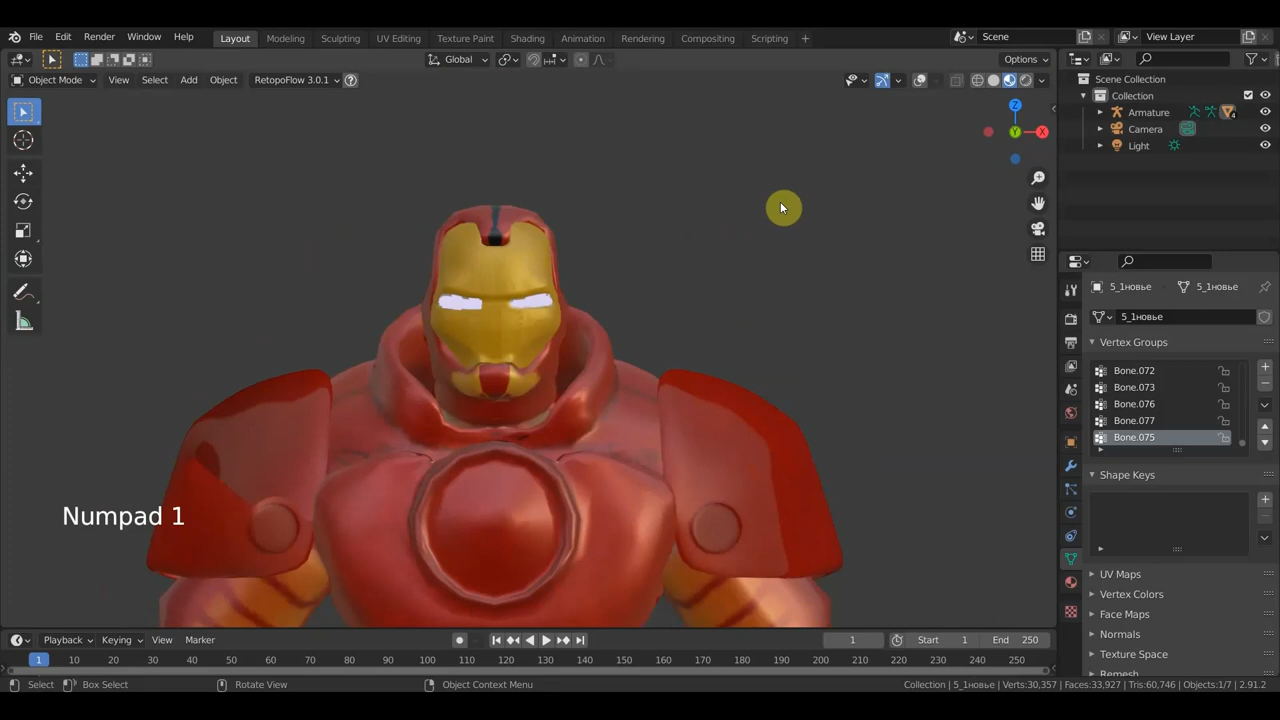 File Edit Render Window Help Layout Modeling Sculpting UV Editing Texture Paint Shading Animation Rendering Compositing Scripting + Scene View Layer
Global Options
Object Mode View Select Add Object RetopoFlow 3.0.1 ?
Scene Collection
Collection
Armature 4
Camera
Light
Z
X
Y
5_1новье 5_1новье
5_1новье
Vertex Groups
Bone.072
Bone.073
Bone.076
Bone.077
Bone.075
Shape Keys
Numpad 1
UV Maps
Vertex Colors
Face Maps
Normals
Texture Space
Remesh
Playback Keying View Marker 1 Start 1 End 250
1 10 20 30 40 50 60 70 80 90 100 110 120 130 140 150 160 170 180 190 200 210 220 230 240 250
Select Box Select Rotate View Object Context Menu Collection | 5_1новье | Verts:30,357 | Faces:33,927 | Tris:60,746 | Objects:1/7 | 2.91.2